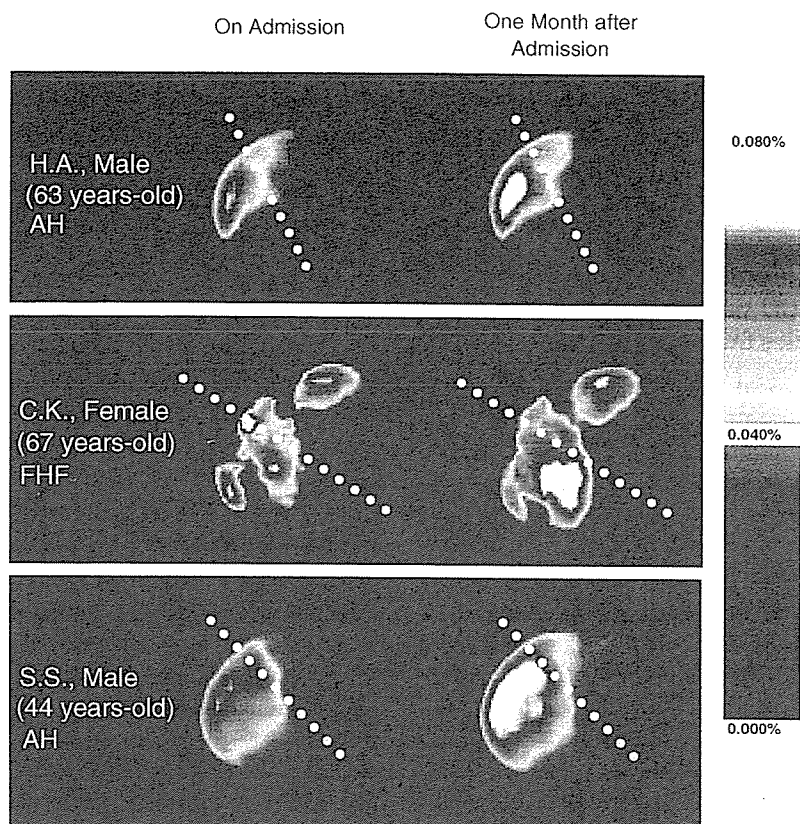 On Admission
One Month after
Admission
H.A., Male
(63 years-old)
AH
C.K., Female
(67 years-old)
FHF
S.S., Male
(44 years-old)
AH
0.080%
0.040%
0.000%